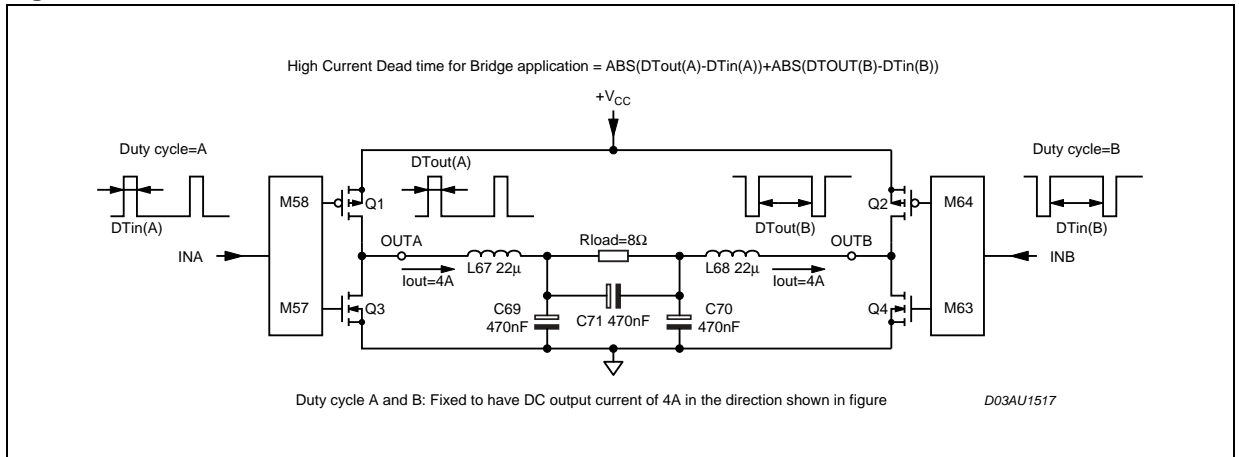 High Current Dead time for Bridge application = ABS(DTout(A)-DTin(A))+ABS(DTOUT(B)-DTin(B))
+VCC
Duty cycle=A
DTout(A)
Duty cycle=B
M58
Q1
DTin(A)
DTout(B)
Q2
M64
DTin(B)
INA
OUTA
Rload=8Ω
OUTB
INB
L67 22μ
L68 22μ
Iout=4A
Iout=4A
M57
Q3
C69
470nF
C71 470nF
C70
470nF
Q4
M63
Duty cycle A and B: Fixed to have DC output current of 4A in the direction shown in figure
D03AU1517